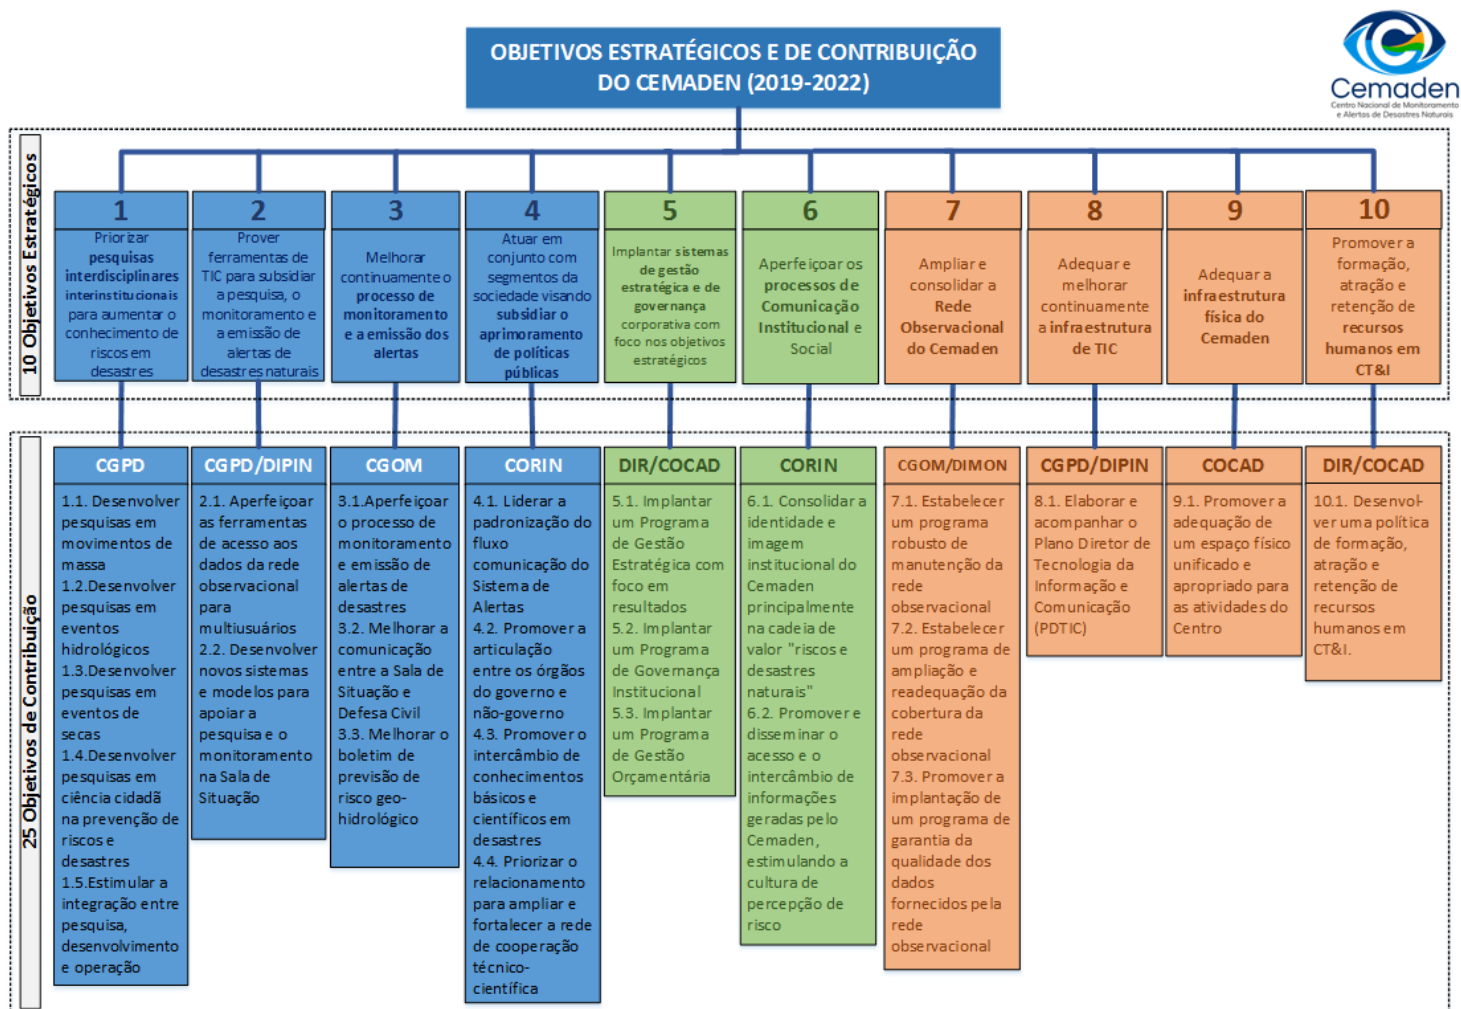 OBJETIVOS ESTRATÉGICOS E DE CONTRIBUIÇÃO
DO CEMADEN (2019-2022)
Cemaden
Centro Nacional de Monitoramento
e Alertas de Desastres Naturais
10 Objetivos Estratégicos
1
Priorizar
pesquisas
interdisciplinares
interinstitucionais
para aumentar o
conhecimento de
riscos em
desastres
2
Prover
ferramentas de
TIC para subsidiar
a pesquisa, o
monitoramento e
a emissão de
alertas de
desastres naturais
3
Melhorar
continuamente o
processo de
monitoramento
e a emissão dos
alertas
4
Atuar em
conjunto com
segmentos da
sociedade visando
subsidiar o
aprimoramento
de políticas
públicas
5
Implantar sistemas
de gestão
estratégica e de
governança
corporativa com
foco nos objetivos
estratégicos
6
Aperfeiçoar os
processos de
Comunicação
Institucional e
Social
7
Ampliar e
consolidar a
Rede
Observacional
do Cemaden
8
Adequar e
melhorar
continuamente
a infraestrutura
de TIC
9
Adequar a
infraestrutura
física do
Cemaden
10
Promover a
formação,
atração e
retenção de
recursos
humanos em
CT&I
25 Objetivos de Contribuição
CGPD
1.1. Desenvolver
pesquisas em
movimentos de
massa
1.2.Desenvolver
pesquisas em
eventos
hidrológicos
1.3.Desenvolver
pesquisas em
eventos de
secas
1.4.Desenvolver
pesquisas em
ciência cidadã
na prevenção de
riscos e
desastres
1.5.Estimular a
integração entre
pesquisa,
desenvolvimento
e operação
CGPD/DIPIN
2.1. Aperfeiçoar
as ferramentas
de acesso aos
dados da rede
observacional
para
multiusuários
2.2. Desenvolver
novos sistemas
e modelos para
apoiar a
pesquisa e o
monitoramento
na Sala de
Situação
CGOM
3.1.Aperfeiçoar
o processo de
monitoramento
e emissão de
alertas de
desastres
3.2. Melhorar a
comunicação
entre a Sala de
Situação e
Defesa Civil
3.3. Melhorar o
boletim de
previsão de
risco geo-
hidrológico
CORIN
4.1. Liderar a
padronização do
fluxo
comunicação do
Sistema de
Alertas
4.2. Promover a
articulação
entre os órgãos
do governo e
não-governo
4.3. Promover o
intercâmbio de
conhecimentos
básicos e
científicos em
desastres
4.4. Priorizar o
relacionamento
para ampliar e
fortalecer a rede
de cooperação
técnico-
científica
DIR/COCAD
5.1. Implantar
um Programa
de Gestão
Estratégica com
foco em
resultados
5.2. Implantar
um Programa
de Governança
Institucional
5.3. Implantar
um Programa
de Gestão
Orçamentária
CORIN
6.1. Consolidar a
identidade e
imagem
institucional do
Cemaden
principalmente
na cadeia de
valor "riscos e
desastres
naturais"
6.2. Promover e
disseminar o
acesso e o
intercâmbio de
informações
geradas pelo
Cemaden,
estimulando a
cultura de
percepção de
risco
CGOM/DIMON
7.1. Estabelecer
um programa
robusto de
manutenção da
rede
observacional
7.2. Estabelecer
um programa de
ampliação e
readequação da
cobertura da
rede
observacional
7.3. Promover a
implantação de
um programa de
garantia da
qualidade dos
dados
fornecidos pela
rede
observacional
CGPD/DIPIN
8.1. Elaborar e
acompanhar o
Plano Diretor de
Tecnologia da
Informação e
Comunicação
(PDTIC)
COCAD
9.1. Promover a
adequação de
um espaço físico
unificado e
apropriado para
as atividades do
Centro
DIR/COCAD
10.1. Desenvol-
ver uma política
de formação,
atração e
retenção de
recursos
humanos em
CT&I.